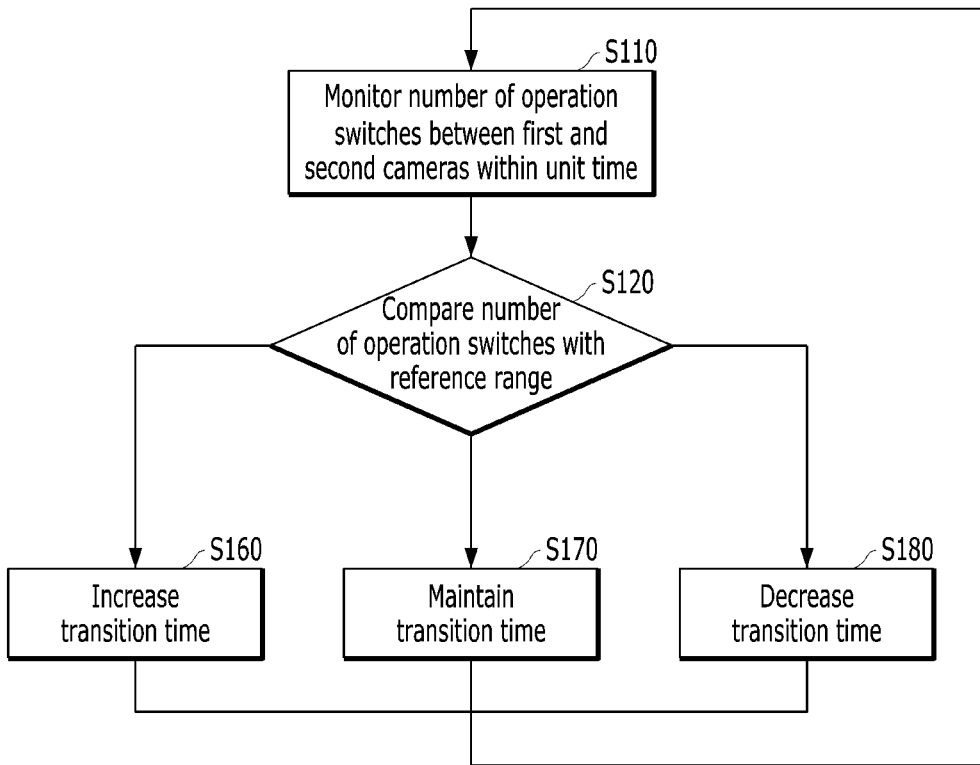 S110
Monitor number of operation
switches between first and
second cameras within unit time
S120
Compare number
of operation switches with
reference range
S160
Increase
transition time
S170
Maintain
transition time
S180
Decrease
transition time